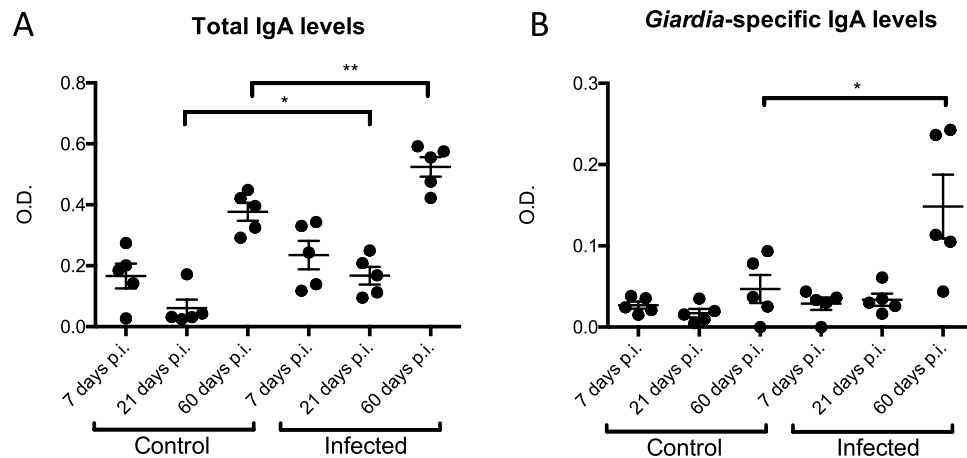 A
Total IgA levels
O.D.
0.8
0.6
0.4
0.2
0.0
**
*
7 days p.i.
21 days p.i.
60 days p.i.
7 days p.i.
21 days p.i.
60 days p.i.
Control
Infected
B
Giardia-specific IgA levels
O.D.
0.3
0.2
0.1
0.0
*
7 days p.i.
21 days p.i.
60 days p.i.
7 days p.i.
21 days p.i.
60 days p.i.
Control
Infected